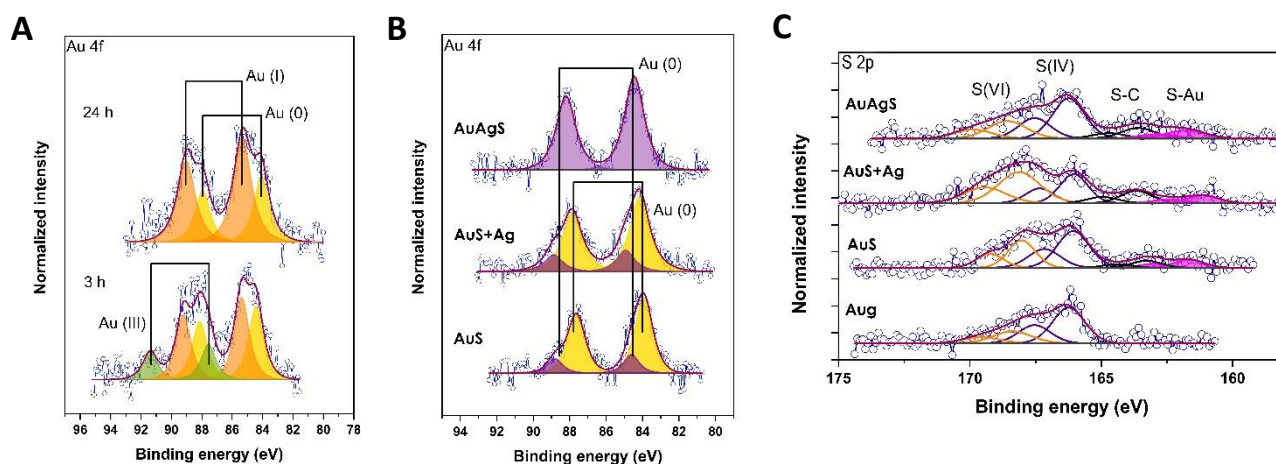 A
Au 4f
Au (I)
Au (0)
24 h
3 h
Au (III)
Normalized intensity
96 94 92 90 88 86 84 82 80 78
Binding energy (eV)
B
Au 4f
Au (0)
AuAgS
Au (0)
AuS+Ag
AuS
Normalized intensity
94 92 90 88 86 84 82 80
Binding energy (eV)
C
S 2p
S(IV)
S(VI)
S-C
S-Au
AuAgS
AuS+Ag
AuS
Aug
Normalized intensity
175 170 165 160
Binding energy (eV)